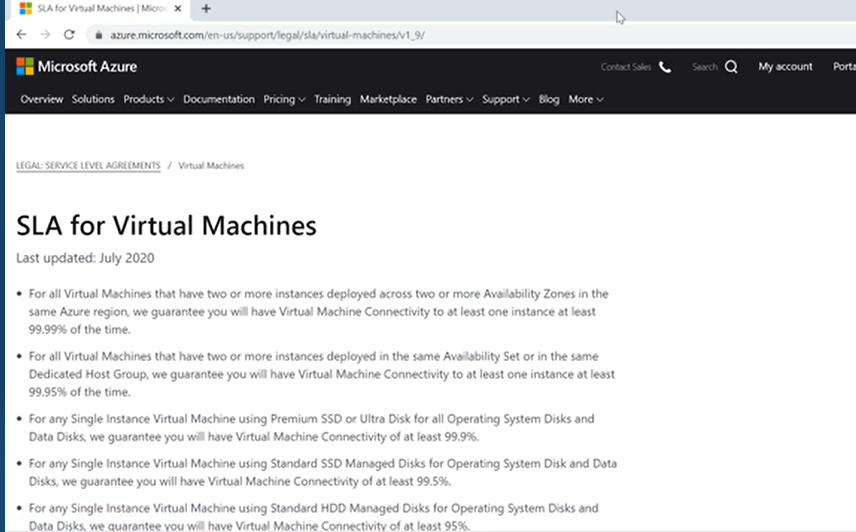 SLA for Virtual Machines | Micros
azure.microsoft.com/en-us/support/legal/sla/virtual-machines/v1_9/
Microsoft Azure
Contact Sales
Search
My account
Porta
Overview Solutions Products Documentation Pricing Training Marketplace Partners Support Blog More
LEGAL: SERVICE LEVEL AGREEMENTS / Virtual Machines
SLA for Virtual Machines
Last updated: July 2020
• For all Virtual Machines that have two or more instances deployed across two or more Availability Zones in the
same Azure region, we guarantee you will have Virtual Machine Connectivity to at least one instance at least
99.99% of the time.
• For all Virtual Machines that have two or more instances deployed in the same Availability Set or in the same
Dedicated Host Group, we guarantee you will have Virtual Machine Connectivity to at least one instance at least
99.95% of the time.
• For any Single Instance Virtual Machine using Premium SSD or Ultra Disk for all Operating System Disks and
Data Disks, we guarantee you will have Virtual Machine Connectivity of at least 99.9%.
• For any Single Instance Virtual Machine using Standard SSD Managed Disks for Operating System Disk and Data
Disks, we guarantee you will have Virtual Machine Connectivity of at least 99.5%.
• For any Single Instance Virtual Machine using Standard HDD Managed Disks for Operating System Disks and
Data Disks, we guarantee you will have Virtual Machine Connectivity of at least 95%.